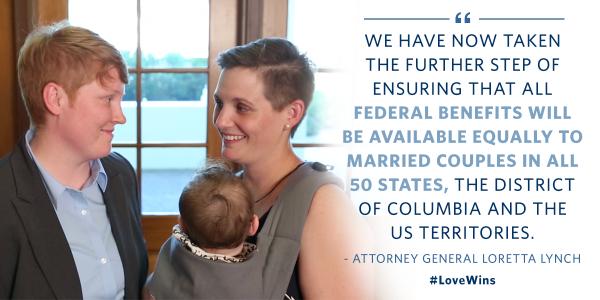 “
WE HAVE NOW TAKEN
THE FURTHER STEP OF
ENSURING THAT ALL
FEDERAL BENEFITS WILL
BE AVAILABLE EQUALLY TO
MARRIED COUPLES IN ALL
50 STATES, THE DISTRICT
OF COLUMBIA AND THE
US TERRITORIES.
- ATTORNEY GENERAL LORETTA LYNCH
#LoveWins